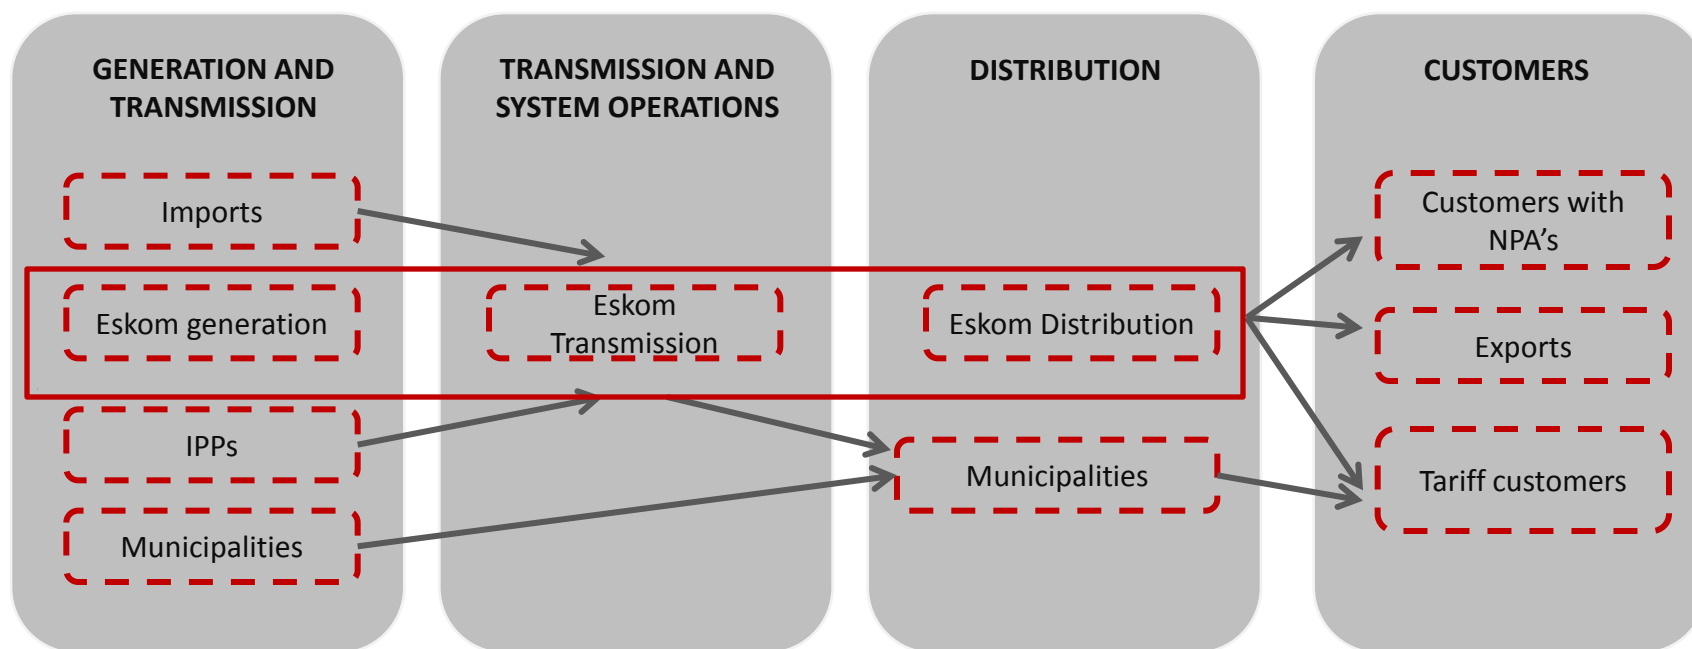 GENERATION AND
TRANSMISSION
Imports
Eskom generation
IPPs
Municipalities
TRANSMISSION AND
SYSTEM OPERATIONS
Eskom
Transmission
DISTRIBUTION
Eskom Distribution
Municipalities
CUSTOMERS
Customers with
NPA's
Exports
Tariff customers